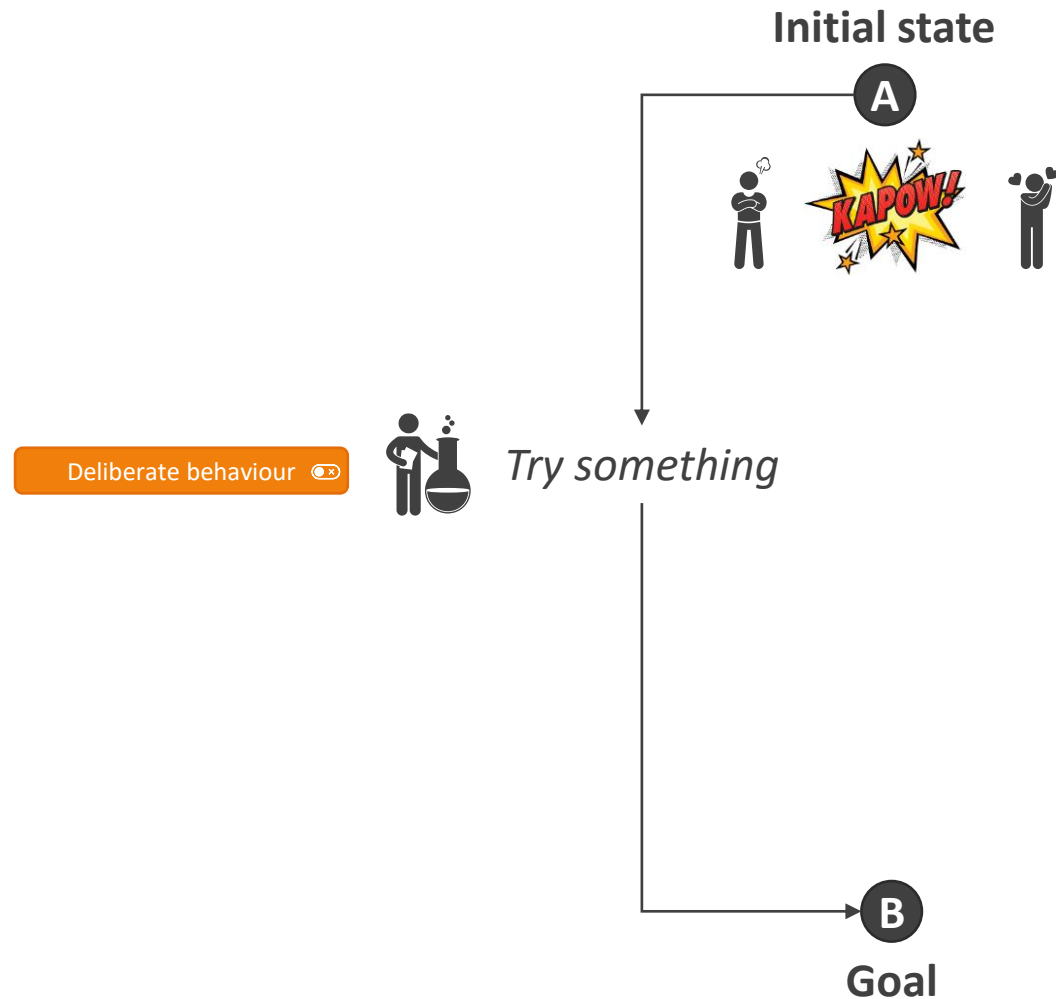 Initial state
A
KAPOW!
Deliberate behaviour
Try something
B
Goal